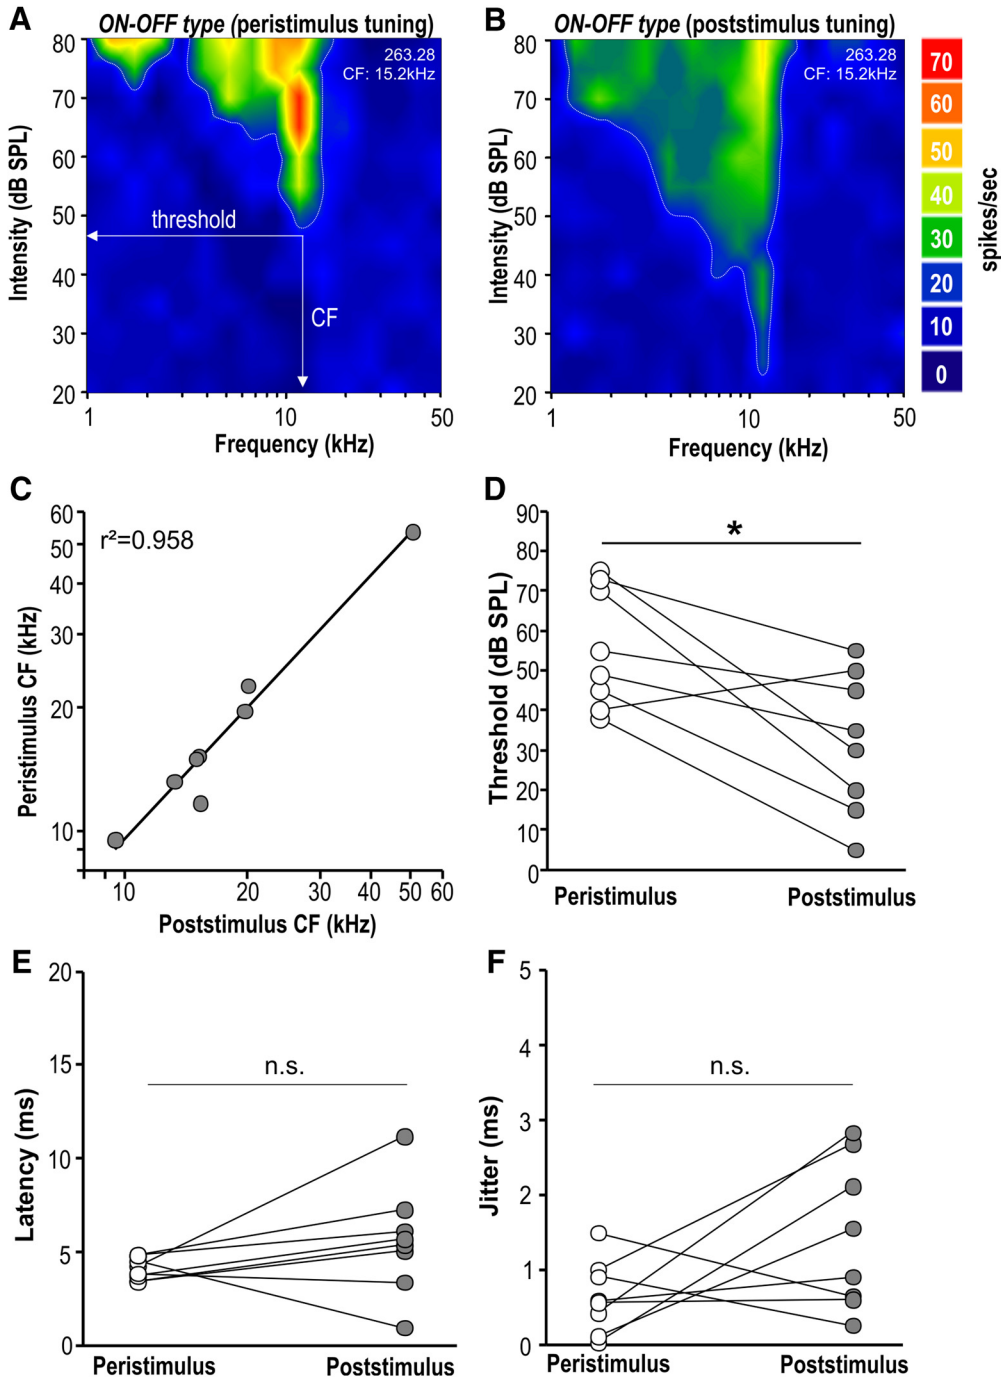 A
ON-OFF type (peristimulus tuning)
263.28
CF: 15.2kHz
80
70
60
50
40
30
20
Intensity (dB SPL)
threshold
CF
1
10
50
Frequency (kHz)
B
ON-OFF type (poststimulus tuning)
263.28
CF: 15.2kHz
80
70
60
50
40
30
20
Intensity (dB SPL)
1
10
50
Frequency (kHz)
70
60
50
40
30
20
10
0
spikes/sec
C
r²=0.958
60
50
40
30
20
10
Peristimulus CF (kHz)
10
20
30
40
50
60
Poststimulus CF (kHz)
D
*
90
80
70
60
50
40
30
20
10
0
Threshold (dB SPL)
Peristimulus
Poststimulus
E
n.s.
20
15
10
5
0
Latency (ms)
Peristimulus
Poststimulus
F
n.s.
5
4
3
2
1
0
Jitter (ms)
Peristimulus
Poststimulus